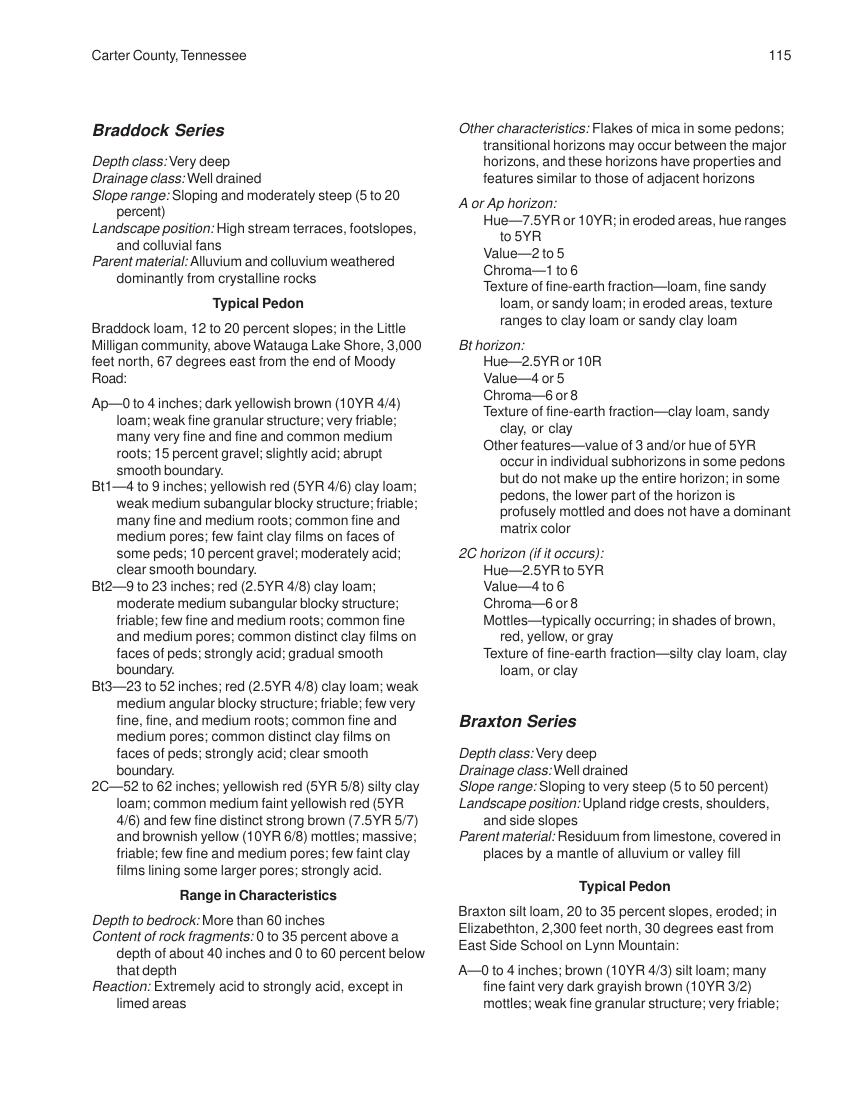 Carter County, Tennessee
115
Braddock Series
Depth class: Very deep
Drainage class: Well drained
Slope range: Sloping and moderately steep (5 to 20
percent)
Landscape position: High stream terraces, footslopes,
and colluvial fans
Parent material: Alluvium and colluvium weathered
dominantly from crystalline rocks
Typical Pedon
Braddock loam, 12 to 20 percent slopes; in the Little
Milligan community, above Watauga Lake Shore, 3,000
feet north, 67 degrees east from the end of Moody
Road:
Ap—0 to 4 inches; dark yellowish brown (10YR 4/4)
loam; weak fine granular structure; very friable;
many very fine and fine and common medium
roots; 15 percent gravel; slightly acid; abrupt
smooth boundary.
Bt1—4 to 9 inches; yellowish red (5YR 4/6) clay loam;
weak medium subangular blocky structure; friable;
many fine and medium roots; common fine and
medium pores; few faint clay films on faces of
some peds; 10 percent gravel; moderately acid;
clear smooth boundary.
Bt2—9 to 23 inches; red (2.5YR 4/8) clay loam;
moderate medium subangular blocky structure;
friable; few fine and medium roots; common fine
and medium pores; common distinct clay films on
faces of peds; strongly acid; gradual smooth
boundary.
Bt3—23 to 52 inches; red (2.5YR 4/8) clay loam; weak
medium angular blocky structure; friable; few very
fine, fine, and medium roots; common fine and
medium pores; common distinct clay films on
faces of peds; strongly acid; clear smooth
boundary.
2C—52 to 62 inches; yellowish red (5YR 5/8) silty clay
loam; common medium faint yellowish red (5YR
4/6) and few fine distinct strong brown (7.5YR 5/7)
and brownish yellow (10YR 6/8) mottles; massive;
friable; few fine and medium pores; few faint clay
films lining some larger pores; strongly acid.
Range in Characteristics
Depth to bedrock: More than 60 inches
Content of rock fragments: 0 to 35 percent above a
depth of about 40 inches and 0 to 60 percent below
that depth
Reaction: Extremely acid to strongly acid, except in
limed areas
Other characteristics: Flakes of mica in some pedons;
transitional horizons may occur between the major
horizons, and these horizons have properties and
features similar to those of adjacent horizons
A or Ap horizon:
Hue—7.5YR or 10YR; in eroded areas, hue ranges
to 5YR
Value—2 to 5
Chroma—1 to 6
Texture of fine-earth fraction—loam, fine sandy
loam, or sandy loam; in eroded areas, texture
ranges to clay loam or sandy clay loam
Bt horizon:
Hue—2.5YR or 10R
Value—4 or 5
Chroma—6 or 8
Texture of fine-earth fraction—clay loam, sandy
clay, or clay
Other features—value of 3 and/or hue of 5YR
occur in individual subhorizons in some pedons
but do not make up the entire horizon; in some
pedons, the lower part of the horizon is
profusely mottled and does not have a dominant
matrix color
2C horizon (if it occurs):
Hue—2.5YR to 5YR
Value—4 to 6
Chroma—6 or 8
Mottles—typically occurring; in shades of brown,
red, yellow, or gray
Texture of fine-earth fraction—silty clay loam, clay
loam, or clay
Braxton Series
Depth class: Very deep
Drainage class: Well drained
Slope range: Sloping to very steep (5 to 50 percent)
Landscape position: Upland ridge crests, shoulders,
and side slopes
Parent material: Residuum from limestone, covered in
places by a mantle of alluvium or valley fill
Typical Pedon
Braxton silt loam, 20 to 35 percent slopes, eroded; in
Elizabethton, 2,300 feet north, 30 degrees east from
East Side School on Lynn Mountain:
A—0 to 4 inches; brown (10YR 4/3) silt loam; many
fine faint very dark grayish brown (10YR 3/2)
mottles; weak fine granular structure; very friable;